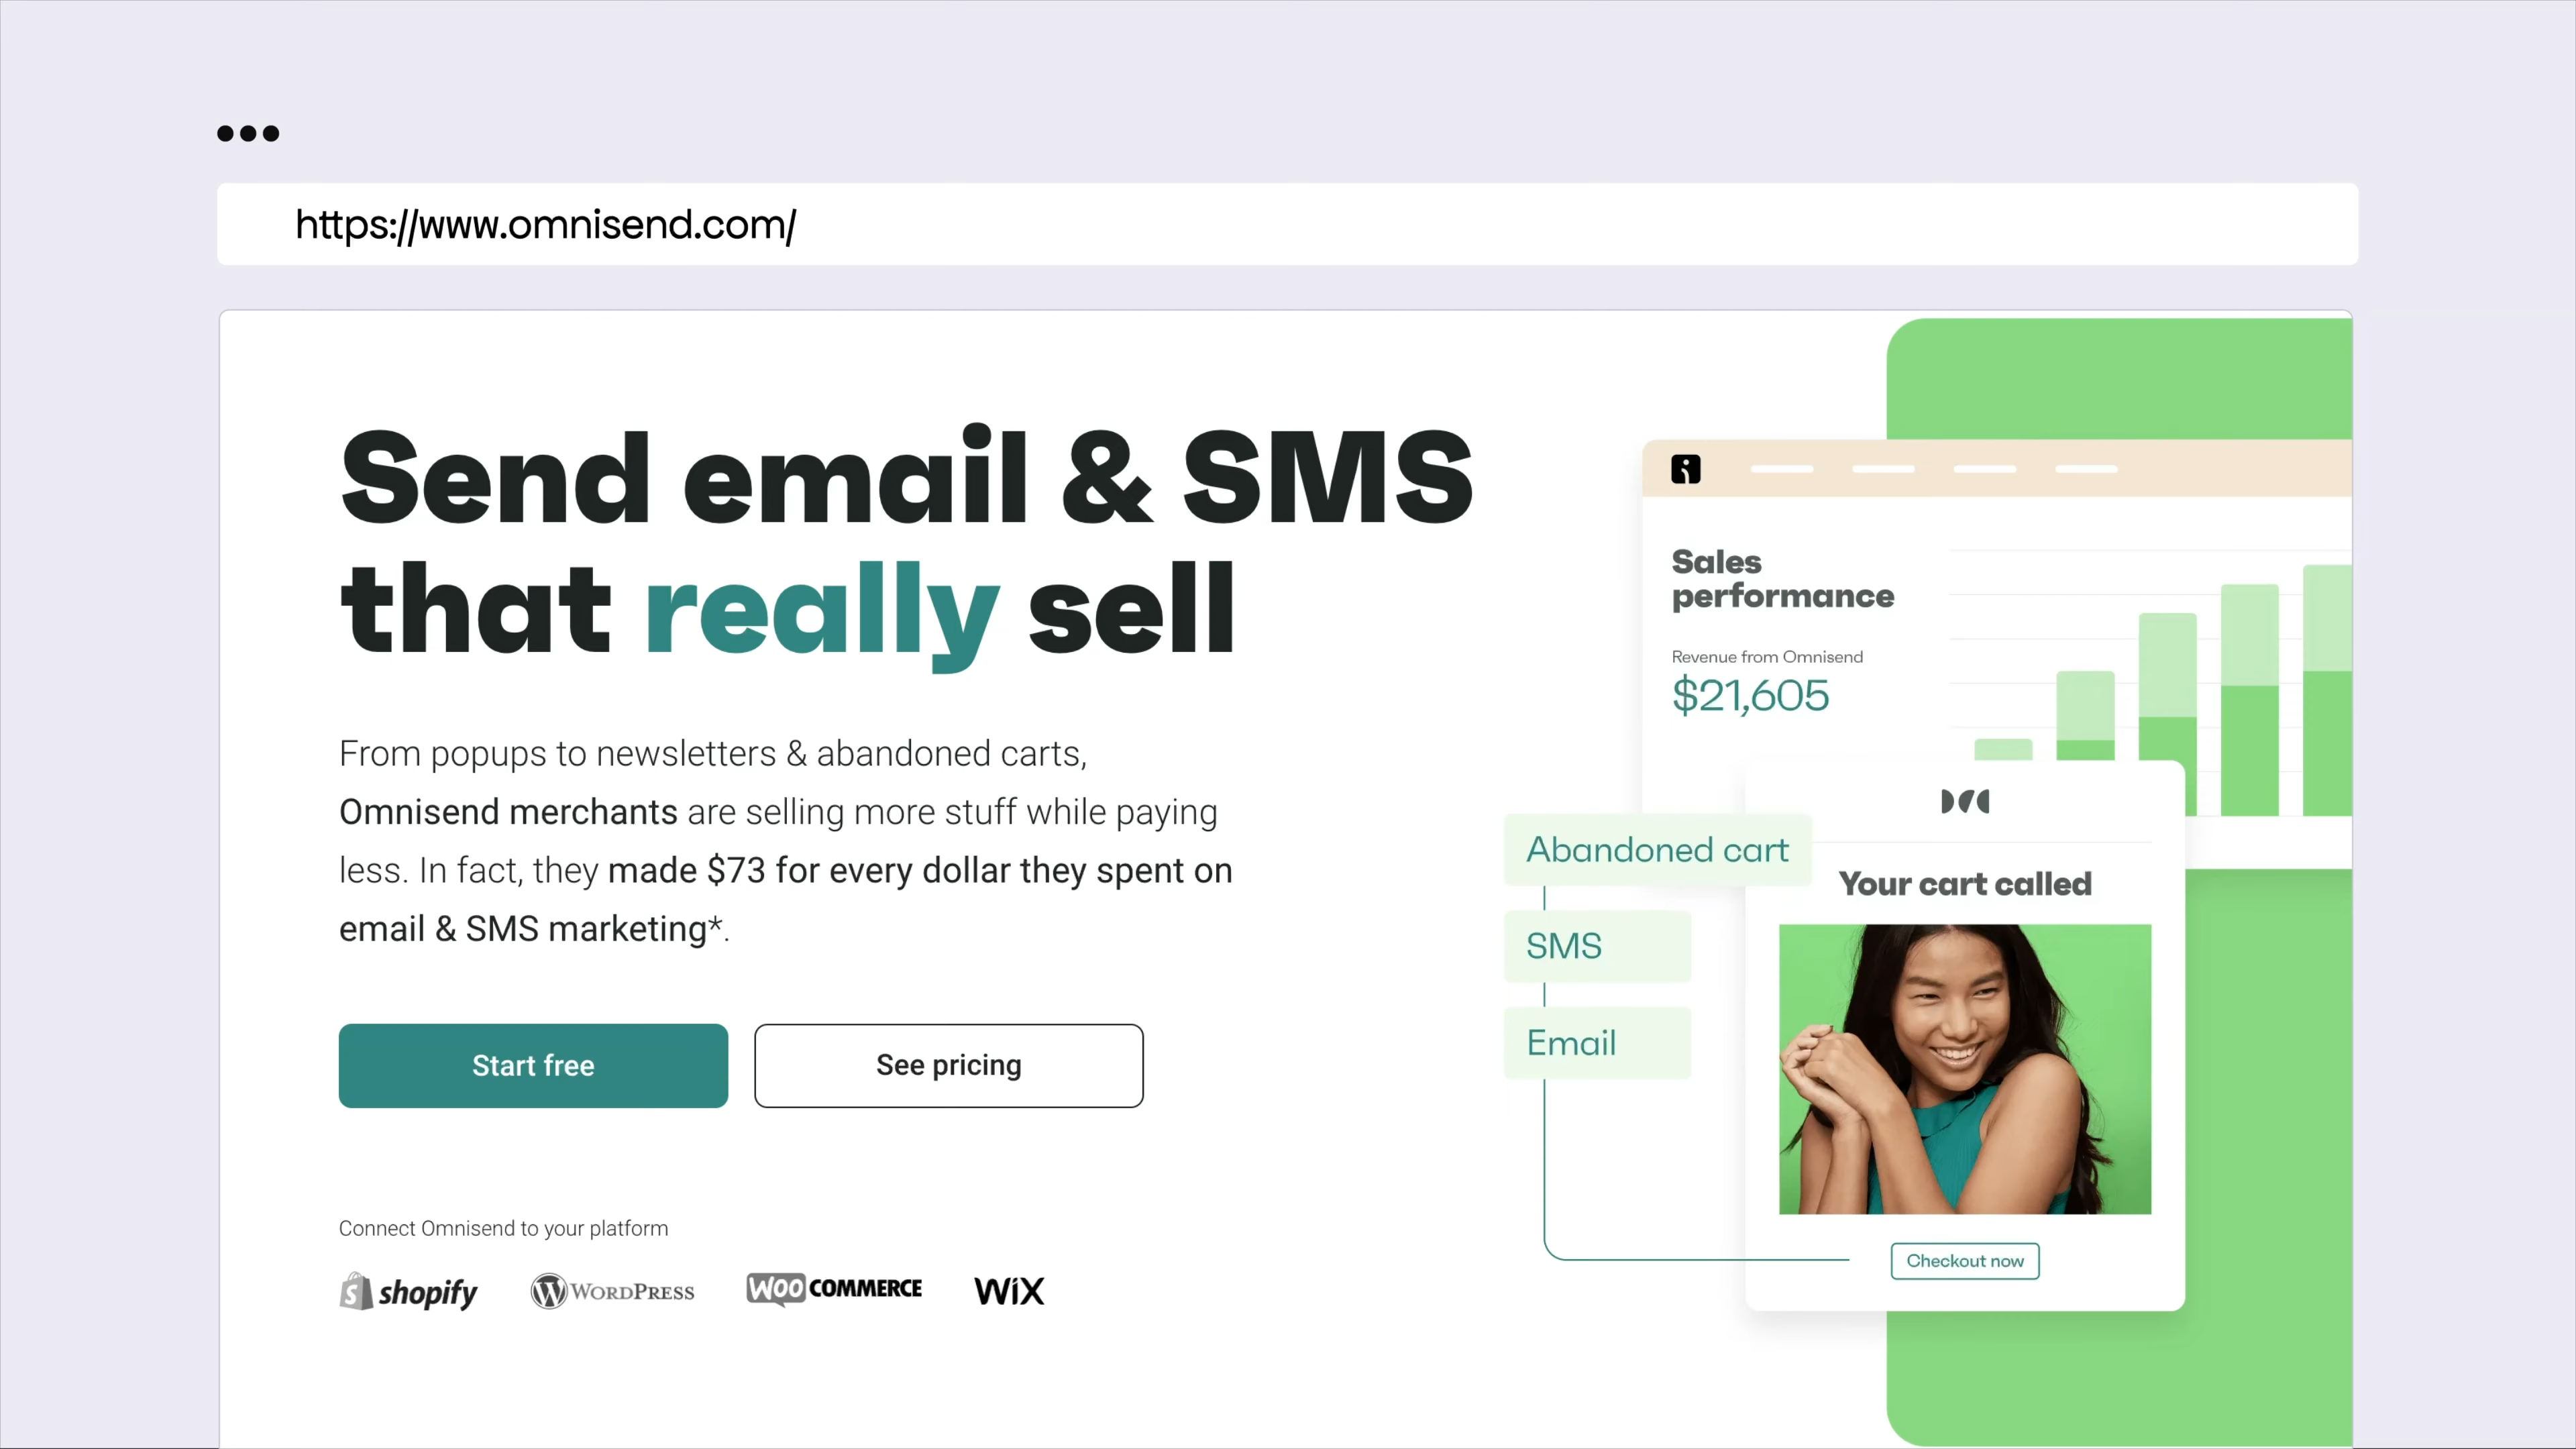 https://www.omnisend.com/
Send email & SMS
that really sell
From popups to newsletters & abandoned carts,
Omnisend merchants are selling more stuff while paying
less. In fact, they made $73 for every dollar they spent on
email & SMS marketing*.
Start free
See pricing
Connect Omnisend to your platform
shopify
WORDPRESS
WOO COMMERCE
WiX
Sales
performance
Revenue from Omnisend
$21,605
Abandoned cart
SMS
Email
Your cart called
Checkout now